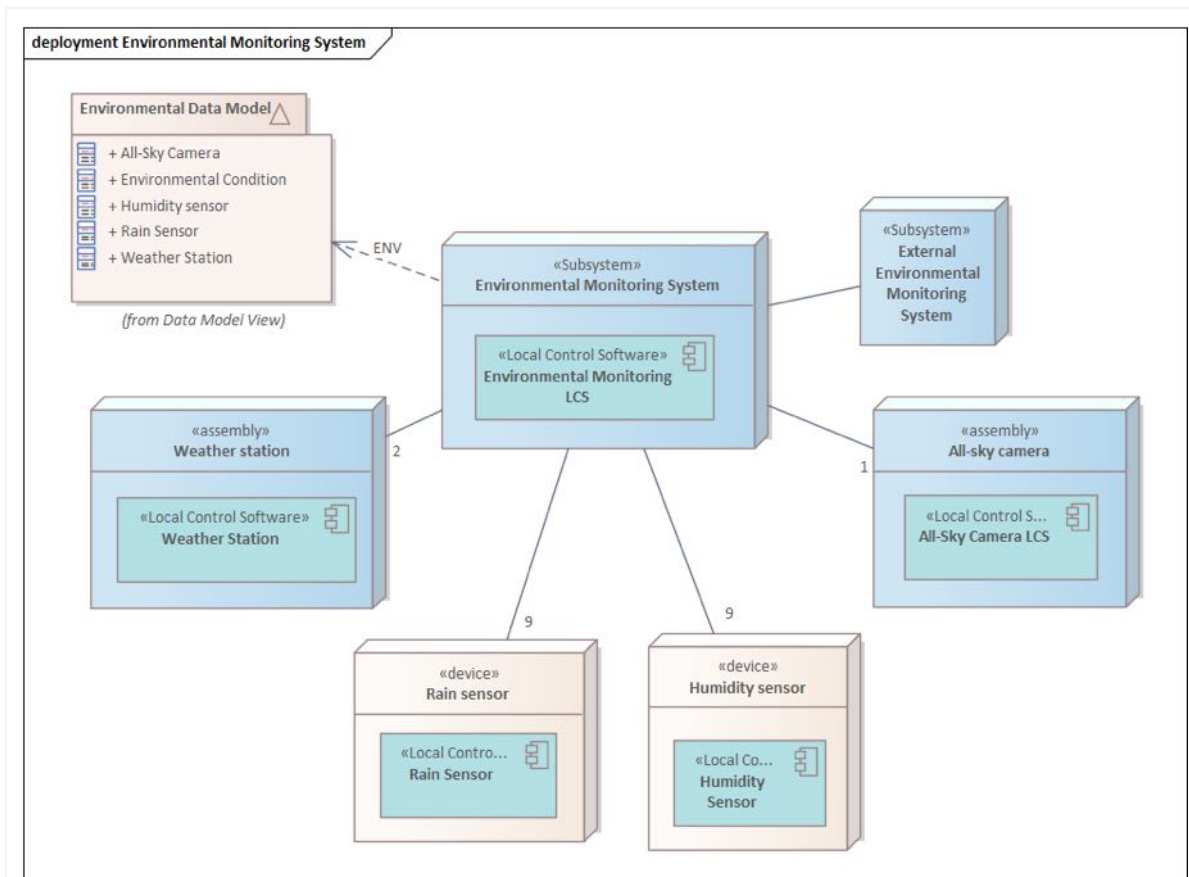 deployment Environmental Monitoring System
Environmental Data Model
+ All-Sky Camera
+ Environmental Condition
+ Humidity sensor
+ Rain Sensor
+ Weather Station
(from Data Model View)
ENV
«Subsystem»
Environmental Monitoring System
«Local Control Software»
Environmental Monitoring
LCS
«Subsystem»
External
Environmental
Monitoring
System
«assembly»
Weather station
«Local Control Software»
Weather Station
2
«assembly»
All-sky camera
«Local Control S...
All-Sky Camera LCS
1
9
«device»
Rain sensor
«Local Contro...
Rain Sensor
9
«device»
Humidity sensor
«Local Co...
Humidity
Sensor